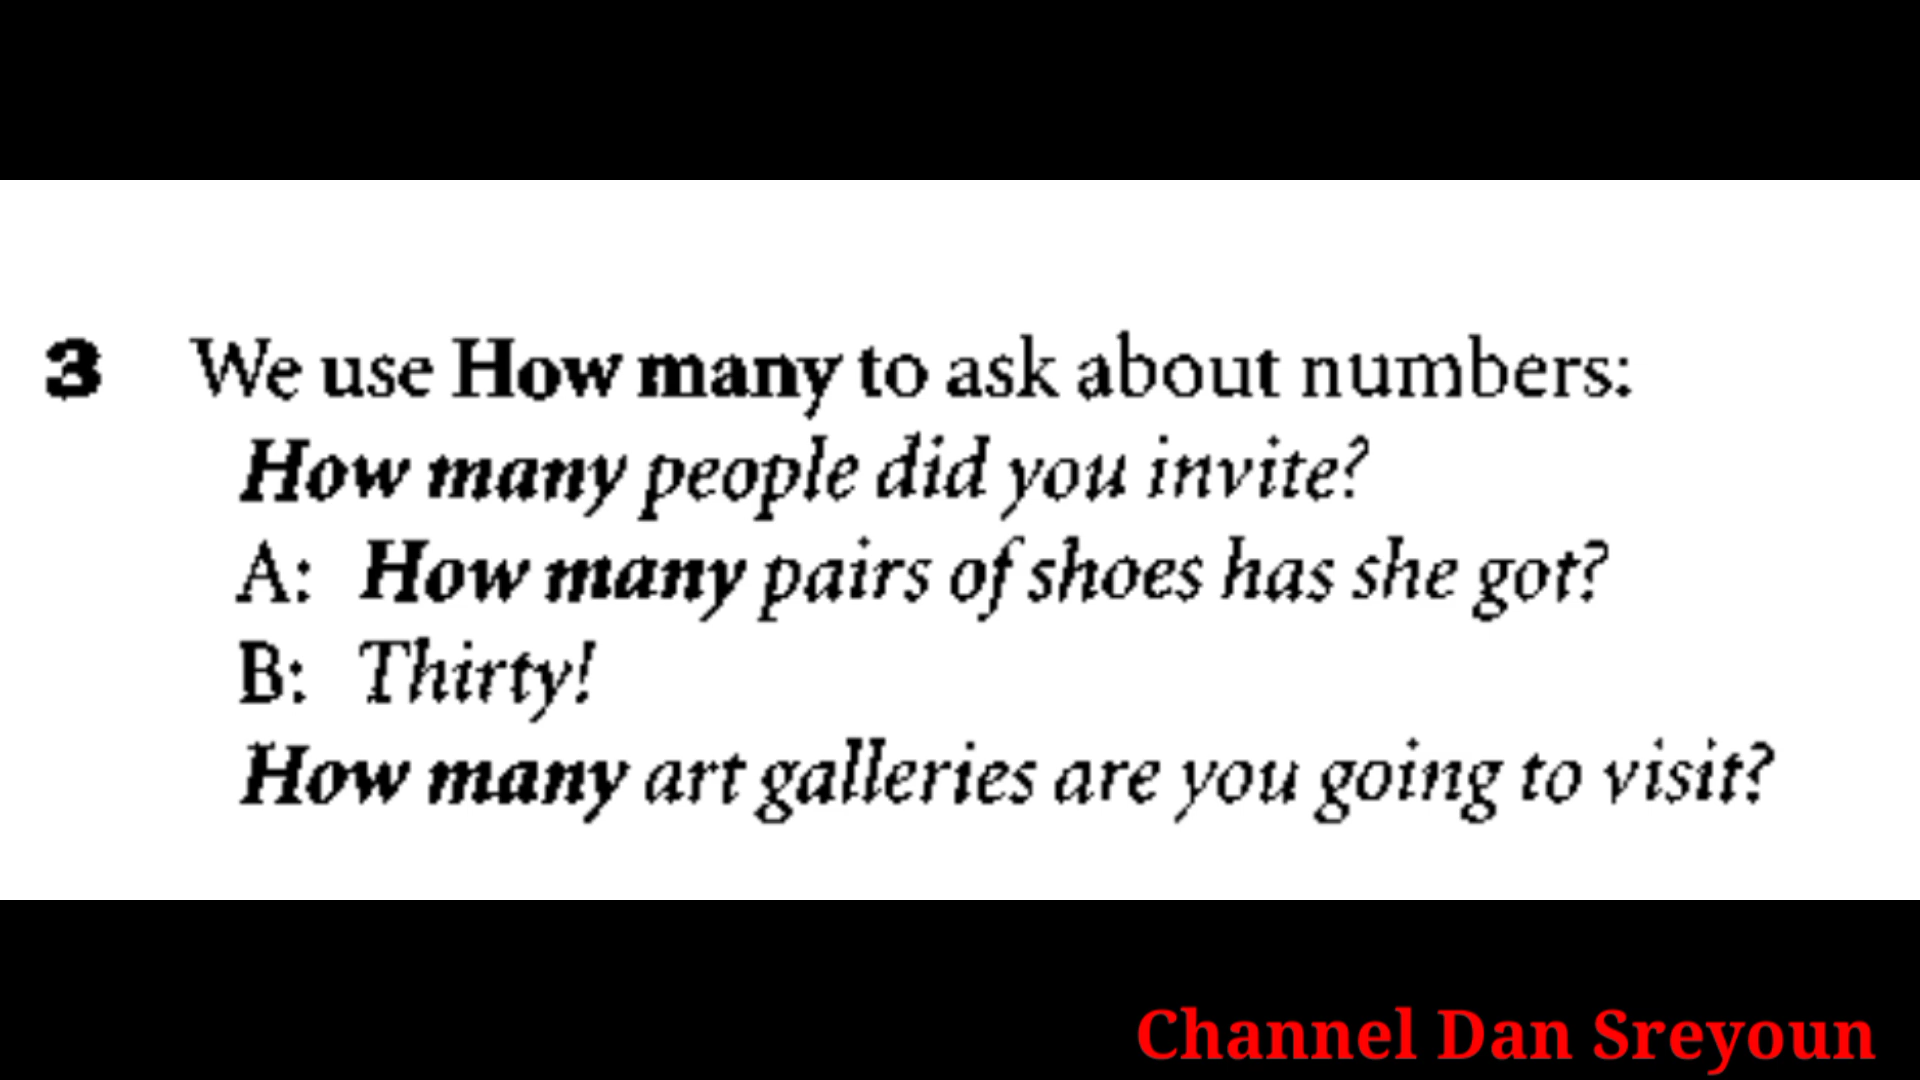 3 We use How many to ask about numbers:
How many people did you invite?
A: How many pairs of shoes has she got?
B: Thirty!
How many art galleries are you going to visit?
Channel Dan Sreyoun